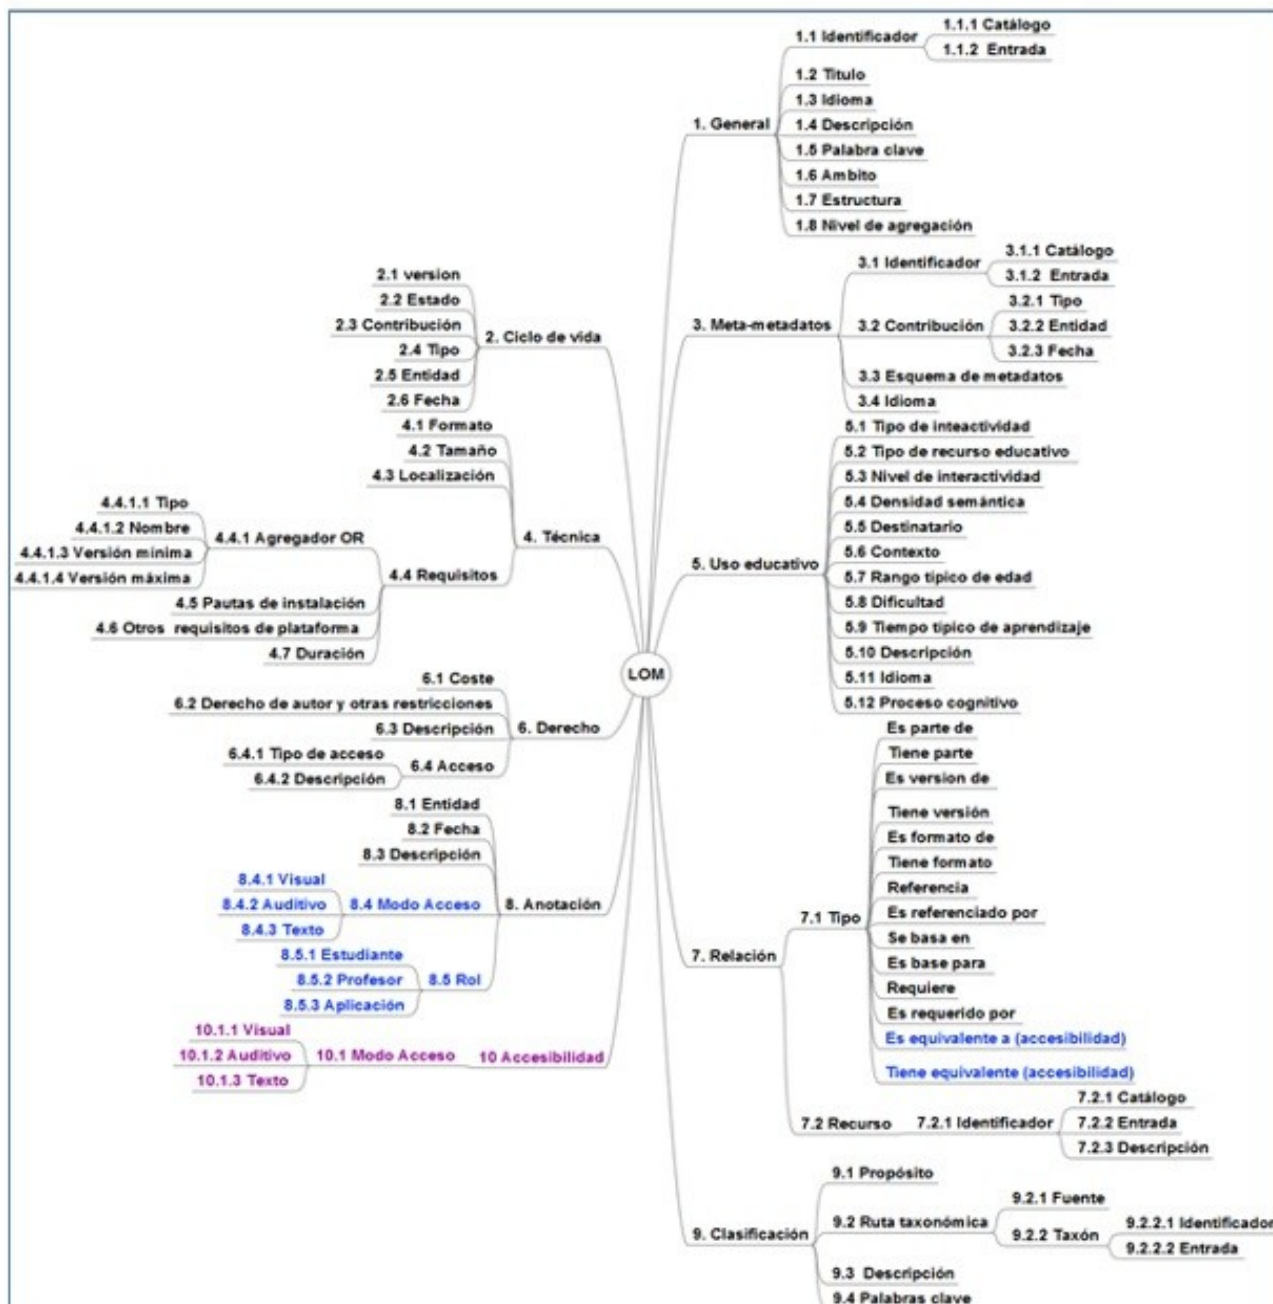 LOM
1. General
1.1 Identificador
1.1.1 Catálogo
1.1.2 Entrada
1.2 Titulo
1.3 Idioma
1.4 Descripción
1.5 Palabra clave
1.6 Ambito
1.7 Estructura
1.8 Nivel de agregación
2. Ciclo de vida
2.1 version
2.2 Estado
2.3 Contribución
2.4 Tipo
2.5 Entidad
2.6 Fecha
3. Meta-metadatos
3.1 Identificador
3.1.1 Catálogo
3.1.2 Entrada
3.2 Contribución
3.2.1 Tipo
3.2.2 Entidad
3.2.3 Fecha
3.3 Esquema de metadatos
3.4 Idioma
4. Técnica
4.1 Formato
4.2 Tamaño
4.3 Localización
4.4 Requisitos
4.4.1 Agregador OR
4.4.1.1 Tipo
4.4.1.2 Nombre
4.4.1.3 Versión mínima
4.4.1.4 Versión máxima
4.5 Pautas de instalación
4.6 Otros requisitos de plataforma
4.7 Duración
5. Uso educativo
5.1 Tipo de inteactividad
5.2 Tipo de recurso educativo
5.3 Nivel de interactividad
5.4 Densidad semántica
5.5 Destinatario
5.6 Contexto
5.7 Rango típico de edad
5.8 Dificultad
5.9 Tiempo típico de aprendizaje
5.10 Descripción
5.11 Idioma
5.12 Proceso cognitivo
6. Derecho
6.1 Coste
6.2 Derecho de autor y otras restricciones
6.3 Descripción
6.4 Acceso
6.4.1 Tipo de acceso
6.4.2 Descripción
7. Relación
7.1 Tipo
Es parte de
Tiene parte
Es version de
Tiene versión
Es formato de
Tiene formato
Referencia
Es referenciado por
Se basa en
Es base para
Requiere
Es requerido por
Es equivalente a (accesibilidad)
Tiene equivalente (accesibilidad)
7.2 Recurso
7.2.1 Identificador
7.2.1 Catálogo
7.2.2 Entrada
7.2.3 Descripción
8. Anotación
8.1 Entidad
8.2 Fecha
8.3 Descripción
8.4 Modo Acceso
8.4.1 Visual
8.4.2 Auditivo
8.4.3 Texto
8.5 Rol
8.5.1 Estudiante
8.5.2 Profesor
8.5.3 Aplicación
9. Clasificación
9.1 Propósito
9.2 Ruta taxonómica
9.2.1 Fuente
9.2.2 Taxón
9.2.2.1 Identificador
9.2.2.2 Entrada
9.3 Descripción
9.4 Palabras clave
10 Accesibilidad
10.1 Modo Acceso
10.1.1 Visual
10.1.2 Auditivo
10.1.3 Texto